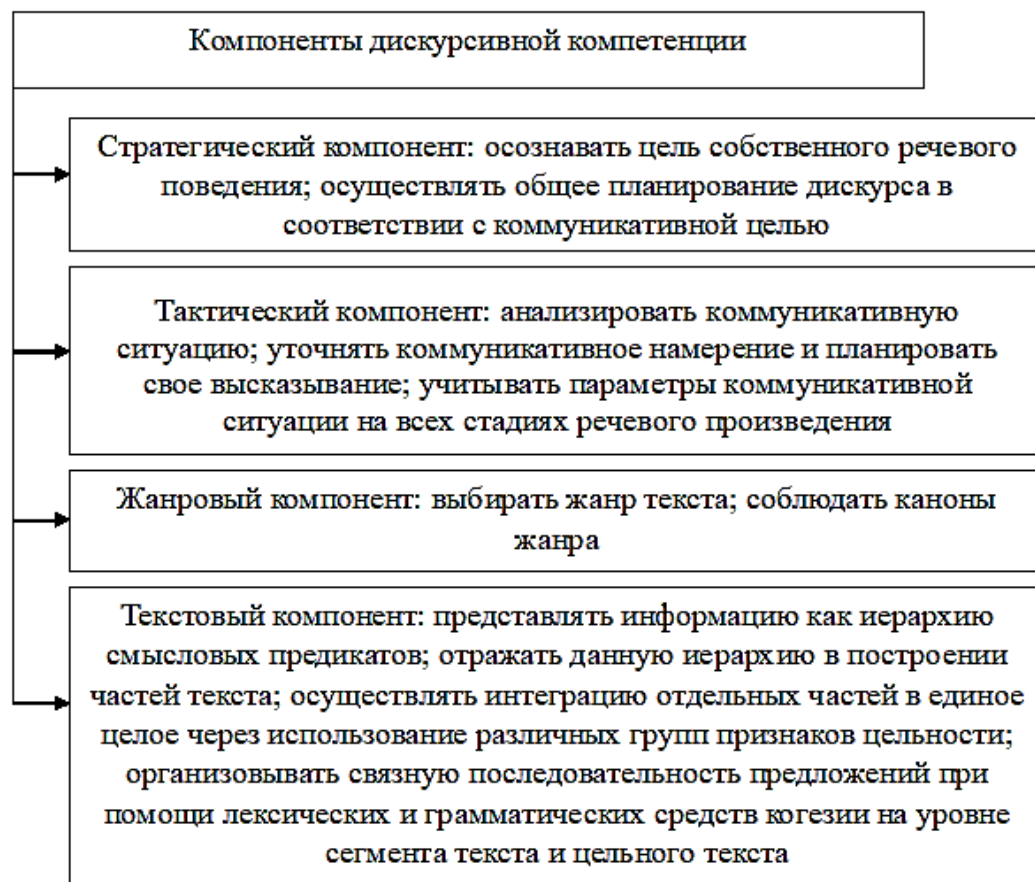 Компоненты дискурсивной компетенции
Стратегический компонент: осознавать цель собственного речевого
поведения; осуществлять общее планирование дискурса в
соответствии с коммуникативной целью
Тактический компонент: анализировать коммуникативную
ситуацию; уточнять коммуникативное намерение и планировать
свое высказывание; учитывать параметры коммуникативной
ситуации на всех стадиях речевого произведения
Жанровый компонент: выбирать жанр текста; соблюдать каноны
жанра
Текстовый компонент: представлять информацию как иерархию
смысловых предикатов; отражать данную иерархию в построении
частей текста; осуществлять интеграцию отдельных частей в единое
целое через использование различных групп признаков цельности;
организовывать связную последовательность предложений при
помощи лексических и грамматических средств когезии на уровне
сегмента текста и цельного текста